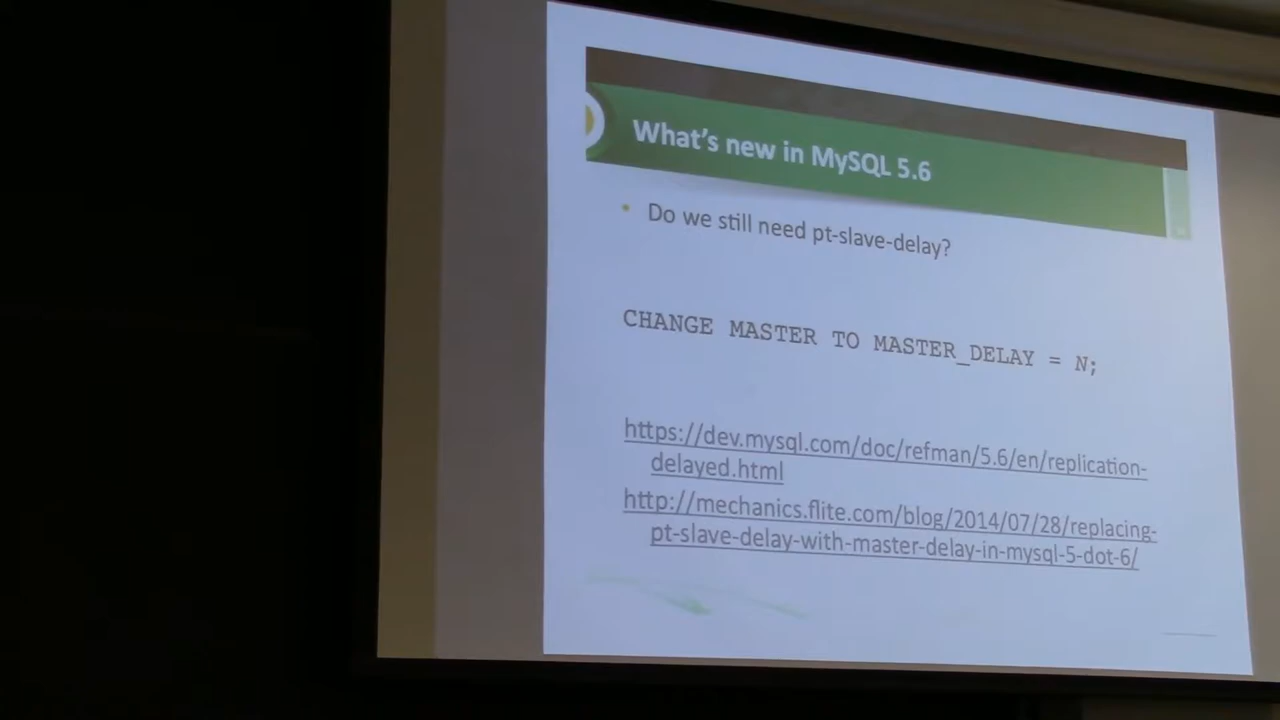 What's new in MySQL 5.6
• Do we still need pt-slave-delay?
CHANGE MASTER TO MASTER_DELAY = N;
https://dev.mysql.com/doc/refman/5.6/en/replication-
delayed.html
http://mechanics.flite.com/blog/2014/07/28/replacing-
pt-slave-delay-with-master-delay-in-mysql-5-dot-6/